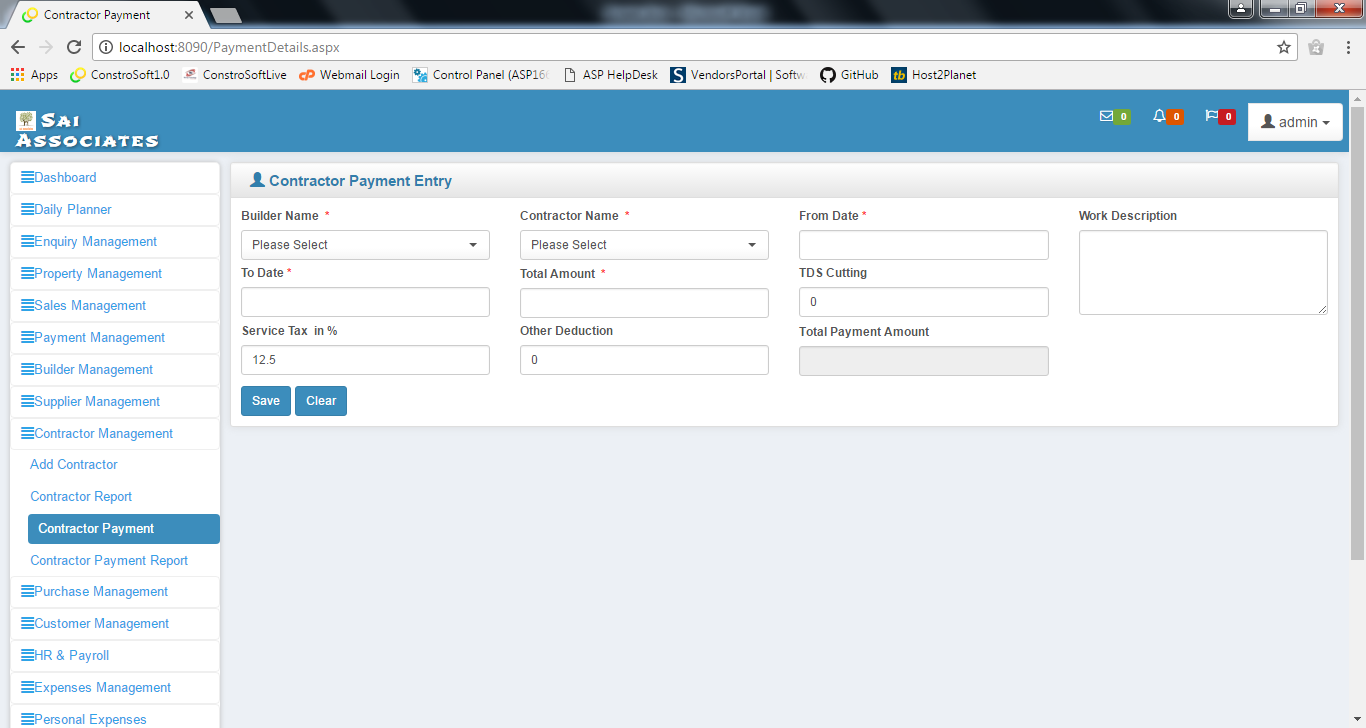 Contractor Payment
localhost:8090/PaymentDetails.aspx
Apps ConstroSoft1.0 ConstroSoftLive Webmail Login Control Panel (ASP166 ASP HelpDesk VendorsPortal | Softw GitHub Host2Planet
Sai
Associates
0 0 0 admin
Dashboard
Daily Planner
Enquiry Management
Property Management
Sales Management
Payment Management
Builder Management
Supplier Management
Contractor Management
Add Contractor
Contractor Report
Contractor Payment
Contractor Payment Report
Purchase Management
Customer Management
HR & Payroll
Expenses Management
Personal Expenses
Contractor Payment Entry
Builder Name * Contractor Name * From Date * Work Description
Please Select Please Select
To Date * Total Amount * TDS Cutting
0
Service Tax in % Other Deduction Total Payment Amount
12.5 0
Save Clear